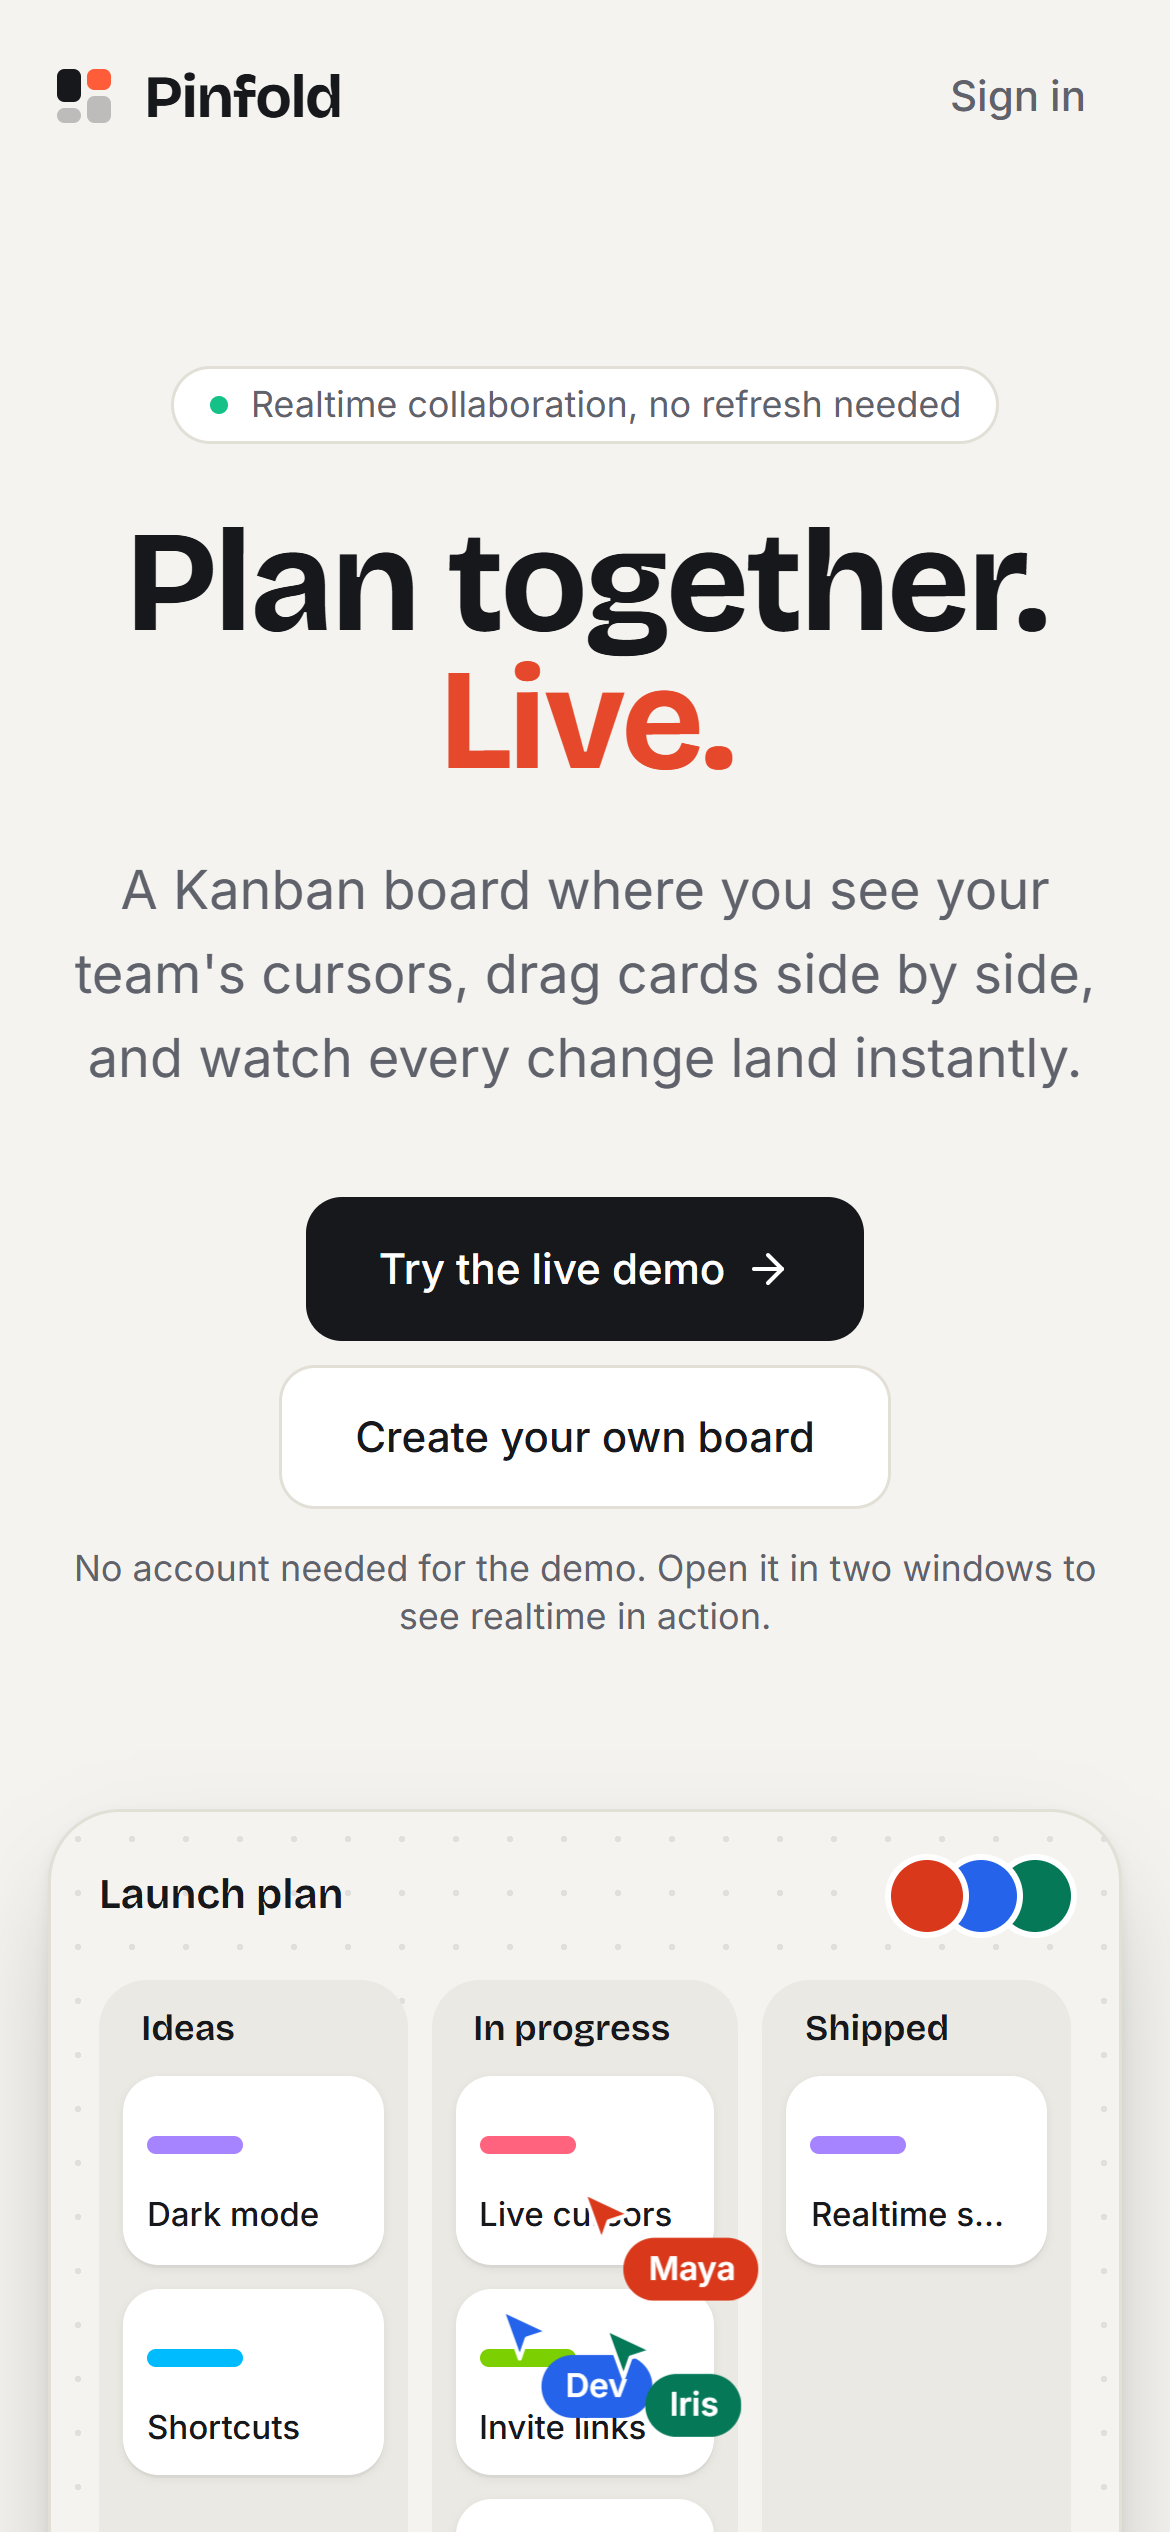 Pinfold
Sign in
Realtime collaboration, no refresh needed
Plan together.
Live.
A Kanban board where you see your
team's cursors, drag cards side by side,
and watch every change land instantly.
Try the live demo →
Create your own board
No account needed for the demo. Open it in two windows to
see realtime in action.
Launch plan
Ideas
In progress
Shipped
Dark mode
Live cursors
Realtime s...
Maya
Shortcuts
Dev
Iris
Invite links